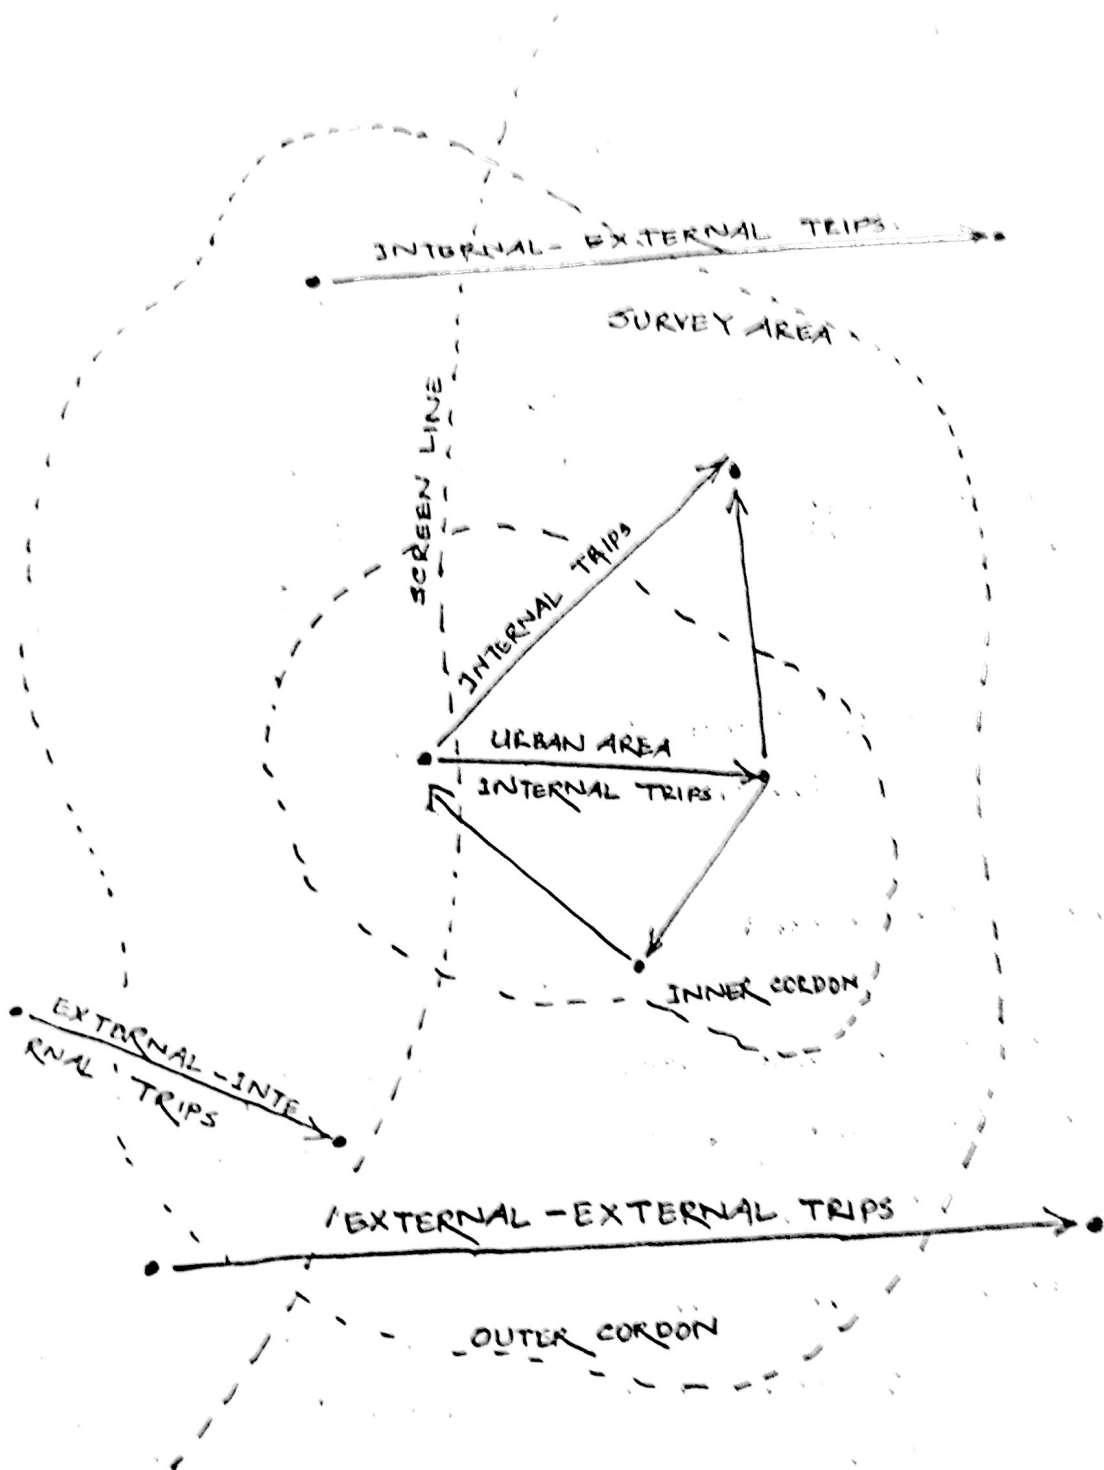 INTERNAL- EXTERNAL TRIPS.
SURVEY AREA
SCREEN LINE
INTERNAL TRIPS
URBAN AREA
INTERNAL TRIPS.
INNER CORDON
EXTERNAL-INTE
RNAL TRIPS
EXTERNAL-EXTERNAL TRIPS
OUTER CORDON